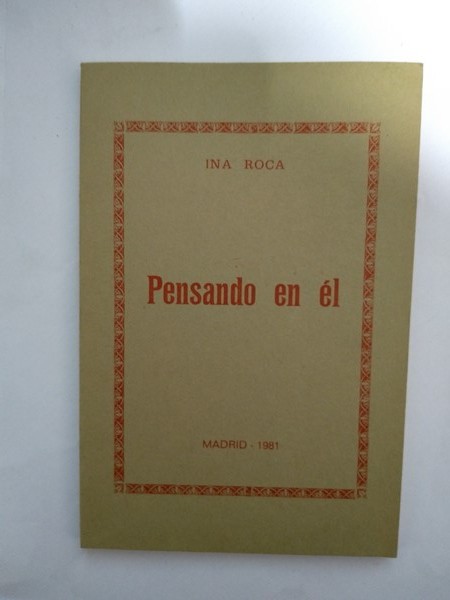 INA ROCA
Pensando en él
MADRID - 1981